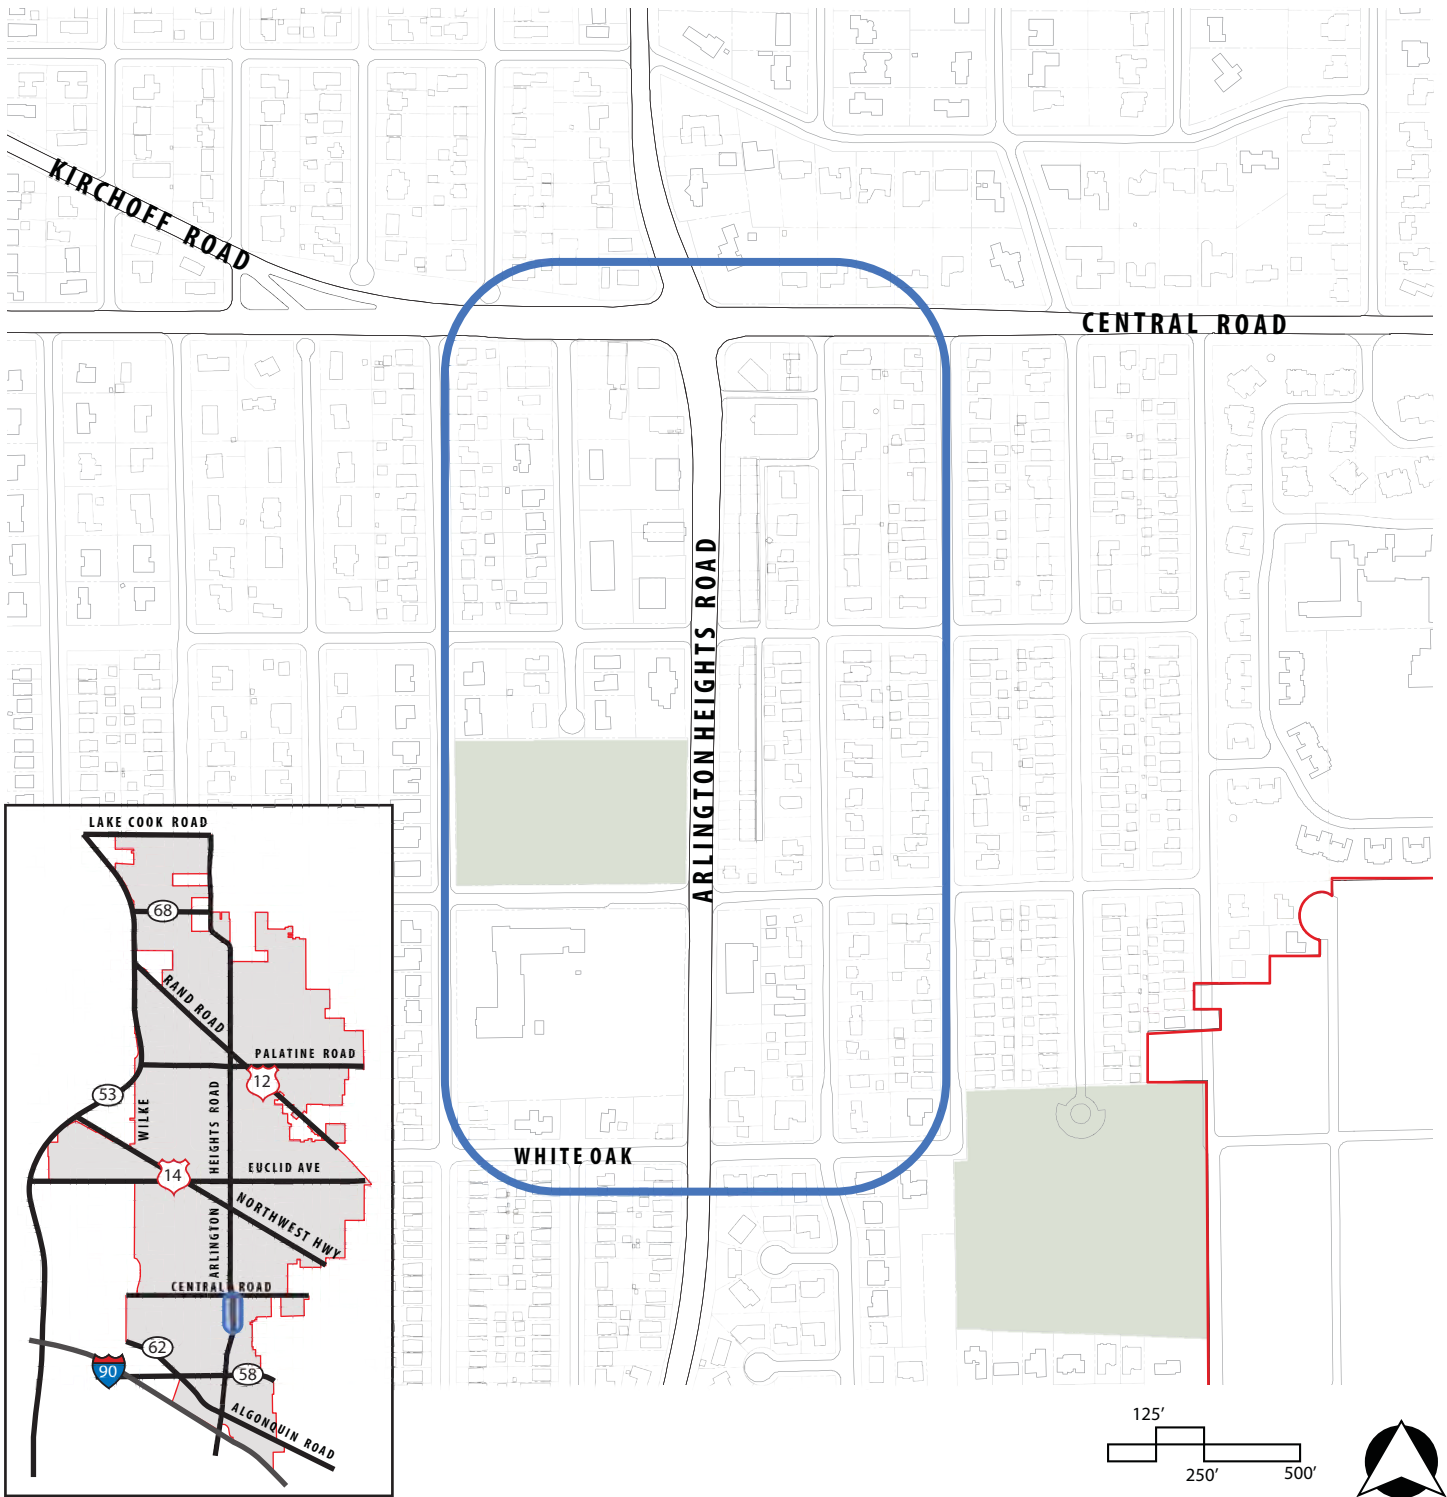 KIRCHOFF ROAD
CENTRAL ROAD
ARLINGTON HEIGHTS ROAD
WHITE OAK
LAKE COOK ROAD
68
RAND ROAD
PALATINE ROAD
12
53
WILKE
ARLINGTON HEIGHTS ROAD
14
EUCLID AVE
NORTHWEST HWY
CENTRAL ROAD
62
90
58
ALGONQUIN ROAD
125’
250’
500’